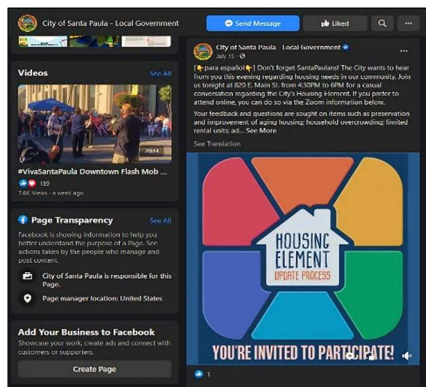 City of Santa Paula - Local Government
Send Message
Liked
Videos
See All
20:34
#VivaSantaPaula Downtown Flash Mob ...
139
7.6K Views · a week ago
Page Transparency
See All
Facebook is showing information to help you
better understand the purpose of a Page. See
actions taken by the people who manage and
post content.
City of Santa Paula is responsible for this
Page.
Page manager location: United States
Add Your Business to Facebook
Showcase your work, create ads and connect with
customers or supporters.
Create Page
City of Santa Paula - Local Government
July 15 ·
[👇para español👇] Don't forget SantaPaulans! The City wants to hear
from you this evening regarding housing needs in our community. Join
us tonight at 820 E. Main St. from 4:30PM to 6PM for a casual
conversation regarding the City's Housing Element. If you prefer to
attend online, you can do so via the Zoom information below.
Your feedback and questions are sought on items such as preservation
and improvement of aging housing; household overcrowding; limited
rental units; ad... See More
See Translation
HOUSING
ELEMENT
UPDATE PROCESS
YOU'RE INVITED TO PARTICIPATE!
1